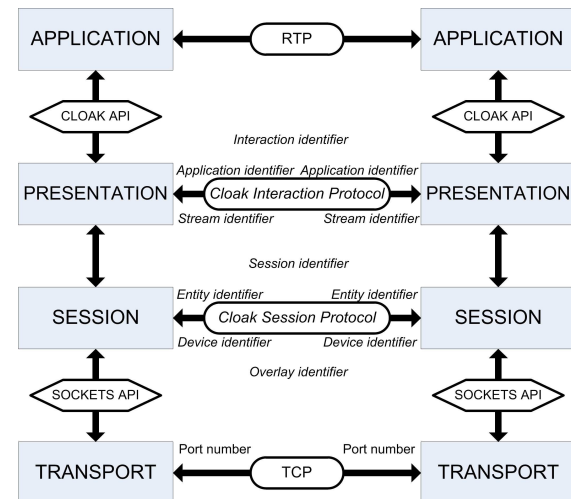 APPLICATION RTP APPLICATION
CLOAK API CLOAK API
Interaction identifier
Application identifier Application identifier
PRESENTATION Cloak Interaction Protocol PRESENTATION
Stream identifier Stream identifier
Session identifier
Entity identifier Entity identifier
SESSION Cloak Session Protocol SESSION
Device identifier Device identifier
Overlay identifier
SOCKETS API SOCKETS API
Port number Port number
TRANSPORT TCP TRANSPORT